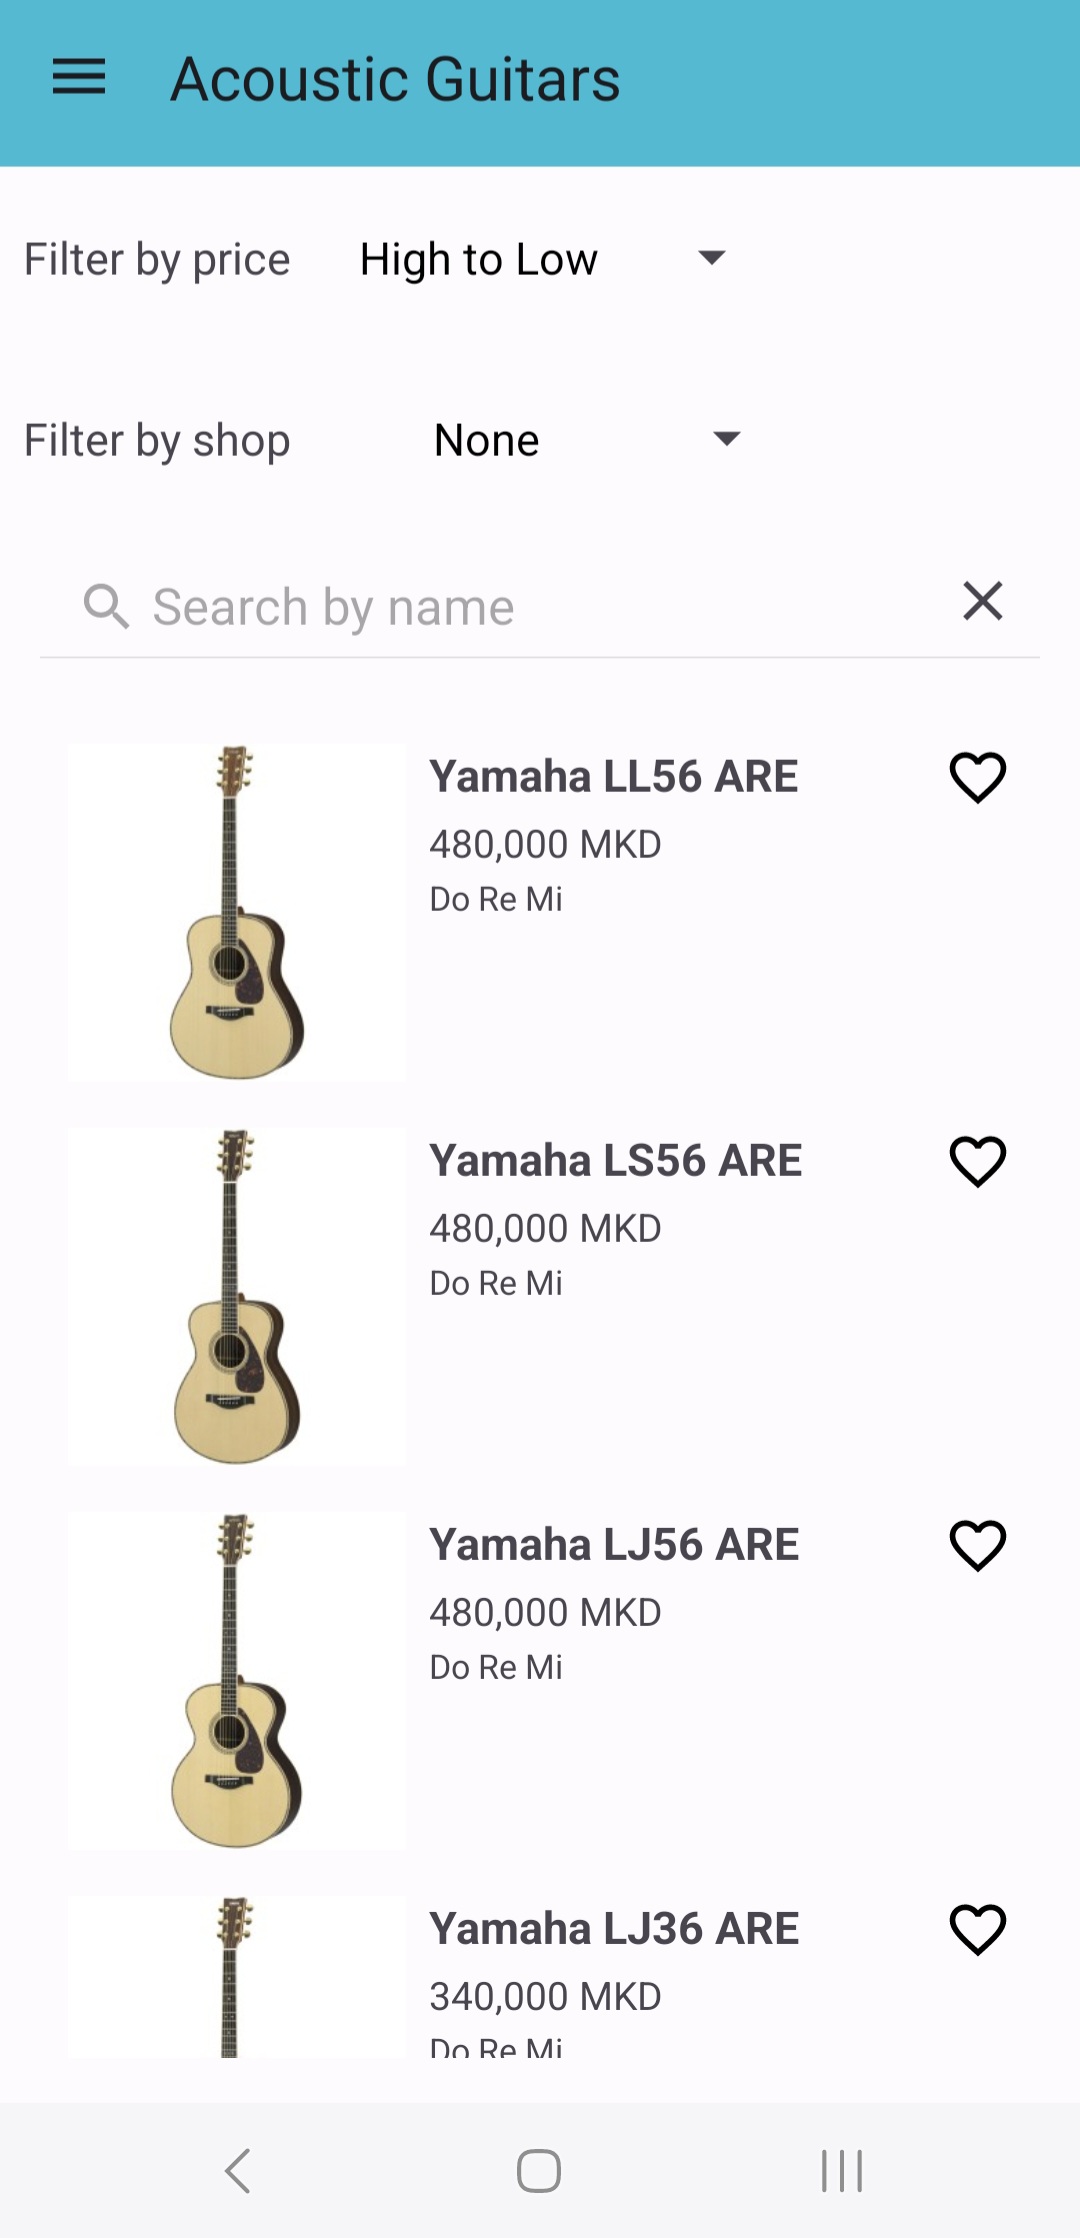 Acoustic Guitars
Filter by price High to Low
Filter by shop None
Search by name
Yamaha LL56 ARE
480,000 MKD
Do Re Mi
Yamaha LS56 ARE
480,000 MKD
Do Re Mi
Yamaha LJ56 ARE
480,000 MKD
Do Re Mi
Yamaha LJ36 ARE
340,000 MKD
Do Re Mi